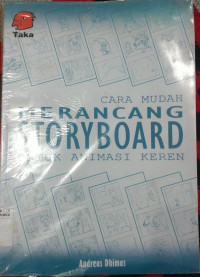 Taka
CARA MUDAH
MERANCANG
STORYBOARD
UNTUK ANIMASI KEREN
Andreas Dhimas